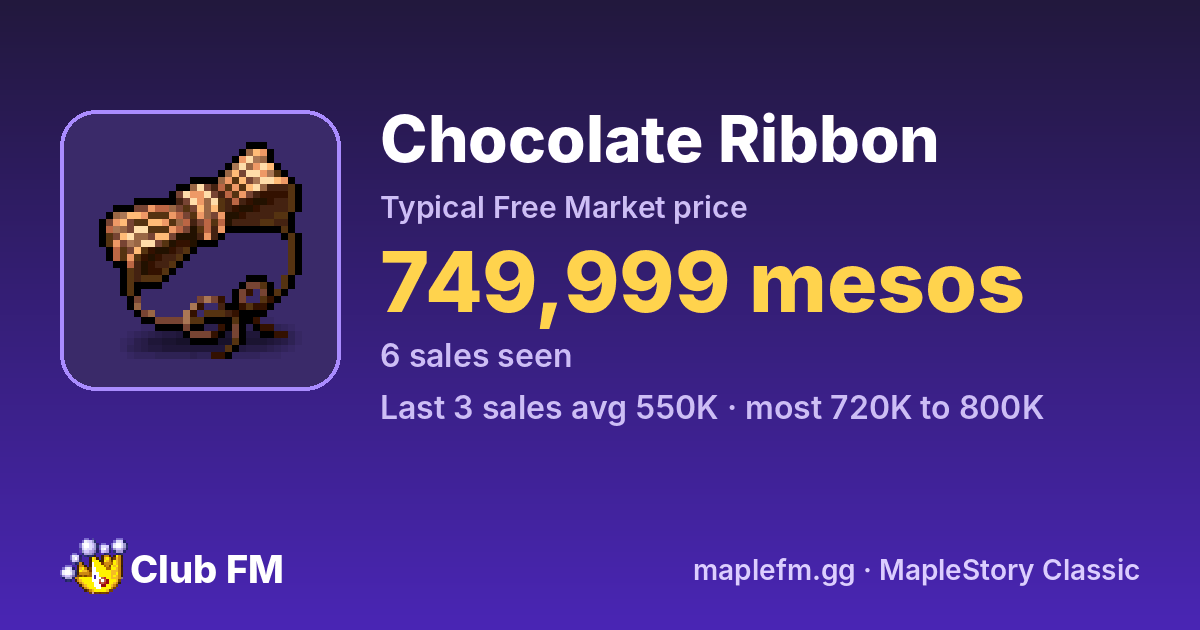 Chocolate Ribbon
Typical Free Market price
749,999 mesos
6 sales seen
Last 3 sales avg 550K · most 720K to 800K
Club FM
maplefm.gg · MapleStory Classic